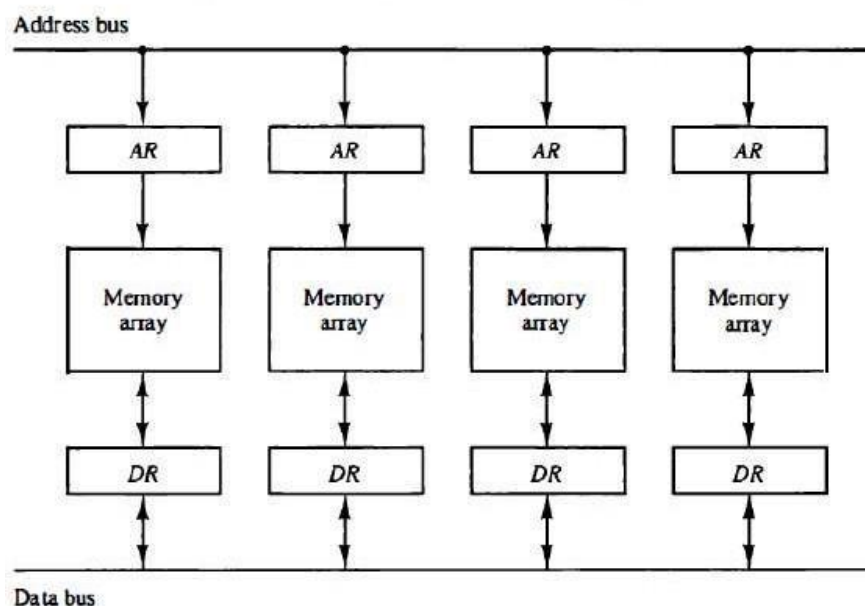 Address bus
AR AR AR AR
Memory array Memory array Memory array Memory array
DR DR DR DR
Data bus